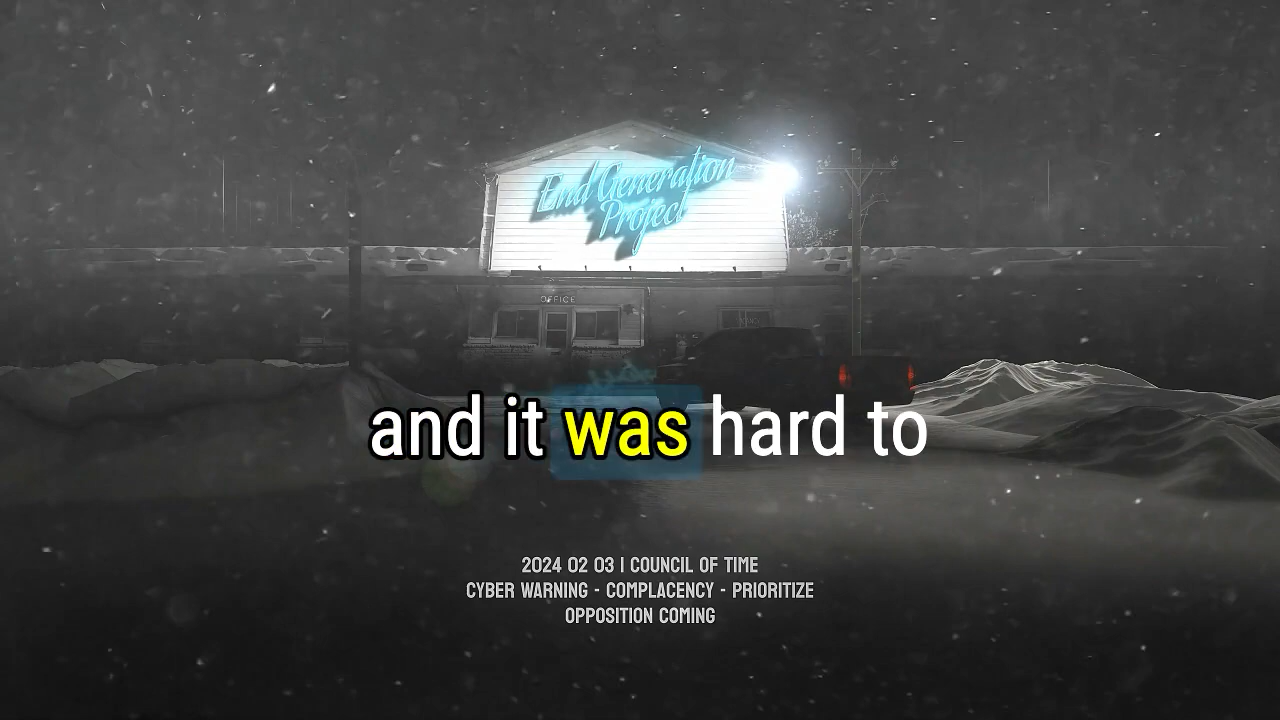 End Generation
Project
OFFICE
and it was hard to
2024 02 03 | COUNCIL OF TIME
CYBER WARNING - COMPLACENCY - PRIORITIZE
OPPOSITION COMING